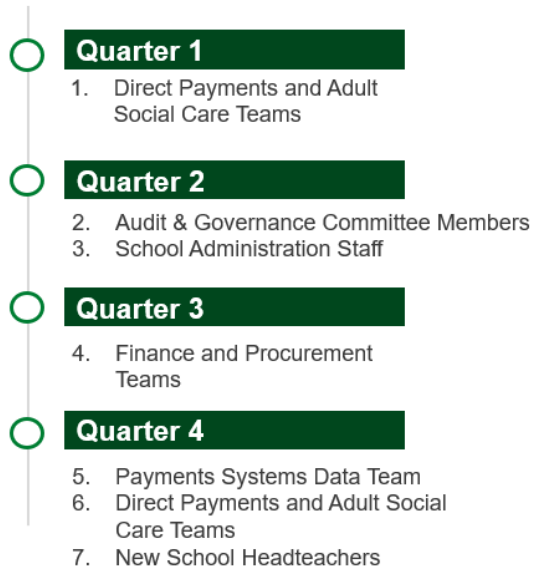 Quarter 1
1. Direct Payments and Adult
Social Care Teams
Quarter 2
2. Audit & Governance Committee Members
3. School Administration Staff
Quarter 3
4. Finance and Procurement
Teams
Quarter 4
5. Payments Systems Data Team
6. Direct Payments and Adult Social
Care Teams
7. New School Headteachers